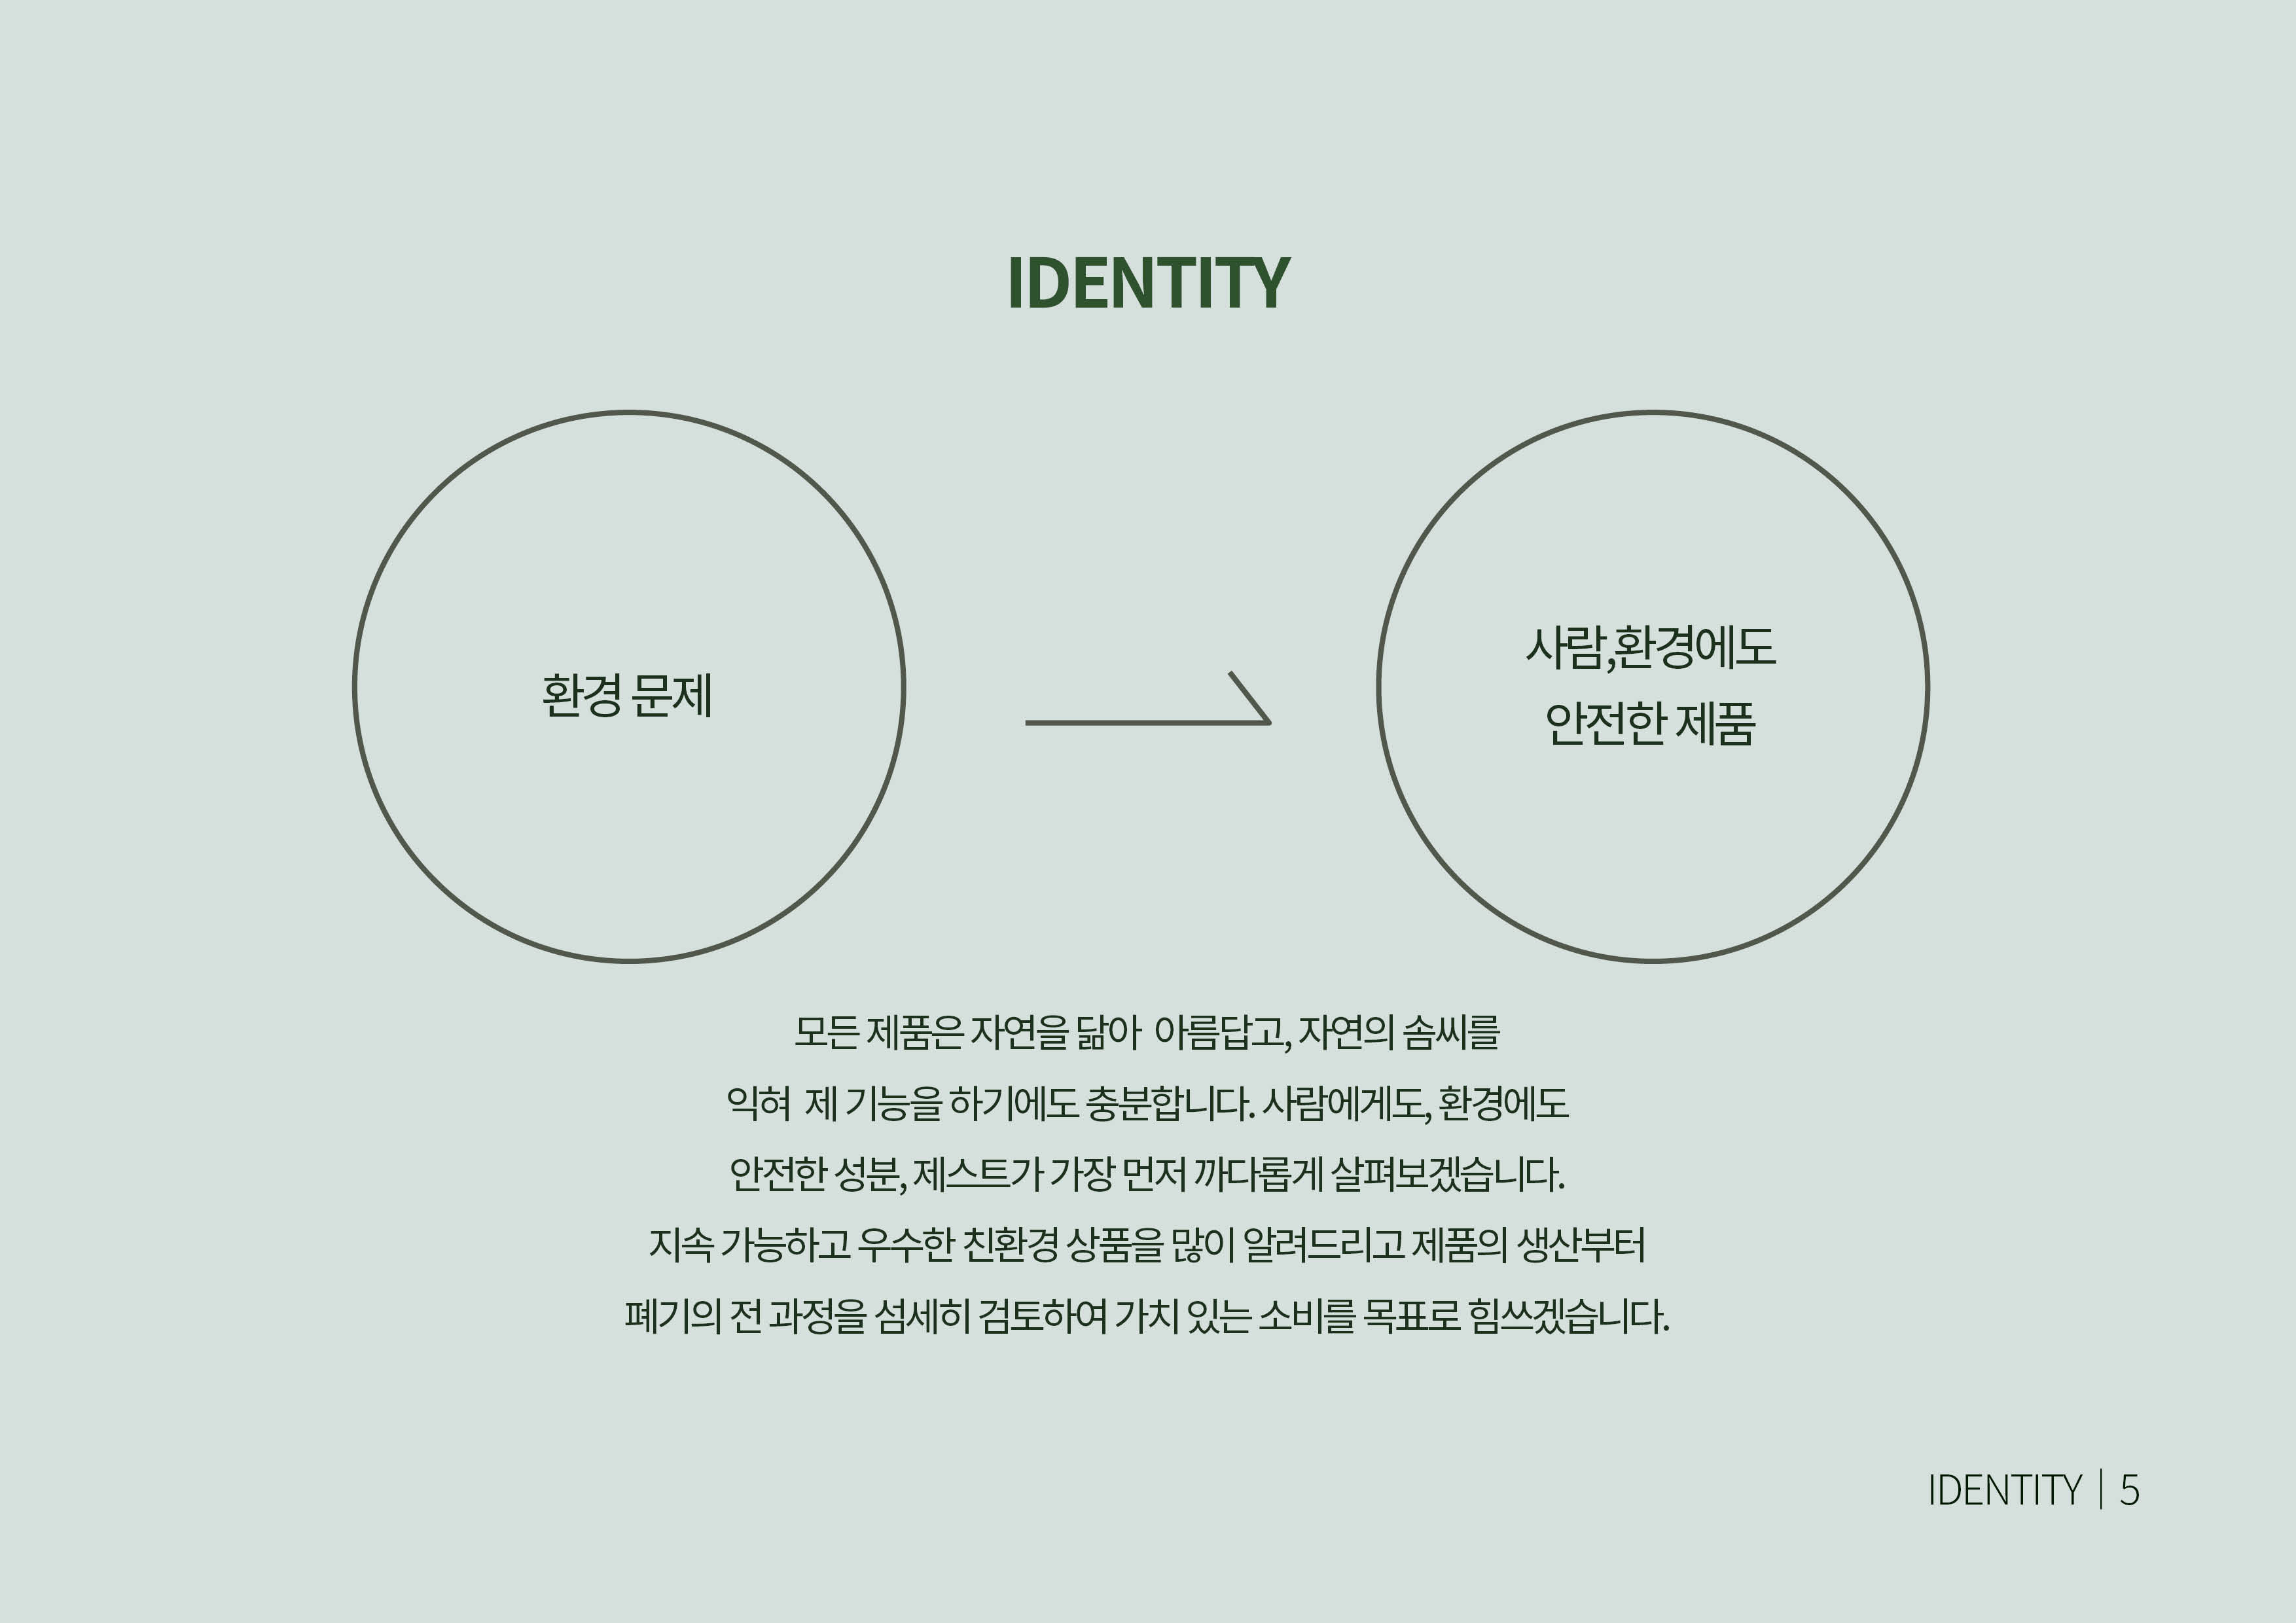 IDENTITY
환경 문제
사람,환경에도
안전한 제품
모든 제품은 자연을 닮아 아름답고, 자연의 솜씨를
익혀 제 기능을 하기에도 충분합니다. 사람에게도, 환경에도
안전한 성분, 제스트가 가장 먼저 까다롭게 살펴보겠습니다.
지속 가능하고 우수한 친환경 상품을 많이 알려드리고 제품의 생산부터
폐기의 전 과정을 섬세히 검토하여 가치 있는 소비를 목표로 힘쓰겠습니다.
IDENTITY | 5